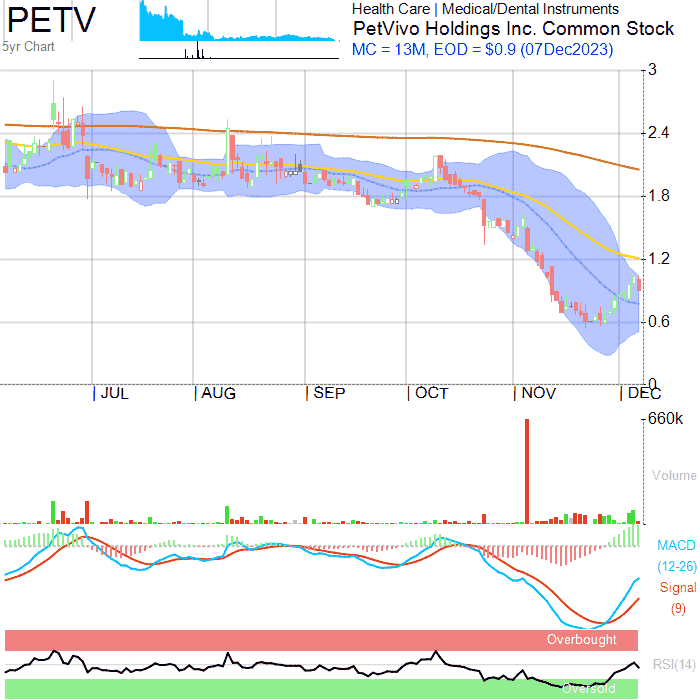 PETV
5yr Chart
Health Care | Medical/Dental Instruments
PetVivo Holdings Inc. Common Stock
MC = 13M, EOD = $0.9 (07Dec2023)
3
2.4
1.8
1.2
0.6
0
JUL AUG SEP OCT NOV DEC
660k
Volume
MACD
(12-26)
Signal
(9)
Overbought
RSI(14)
Oversold